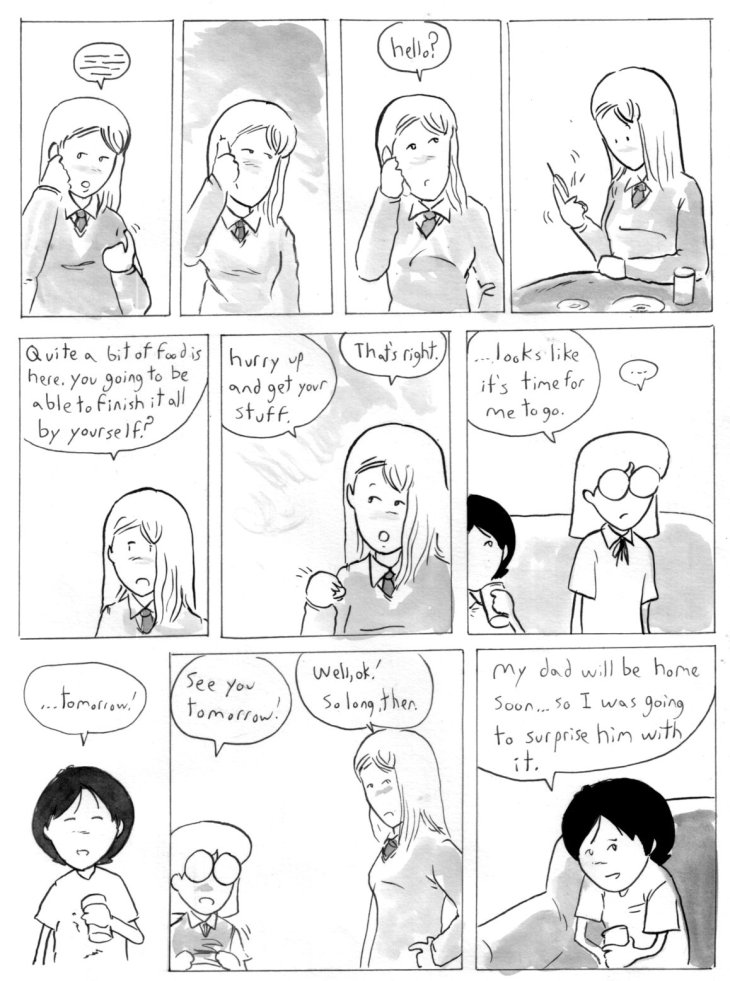 hello?
...looks like
it's time for
me to go.
...
That's right.
hurry up
and get your
stuff.
Quite a bit of food is
here. you going to be
able to finish it all
by yourself?
My dad will be home
soon... so I was going
to surprise him with
it.
Well, ok!
So long, then.
See you
tomorrow!
...tomorrow!